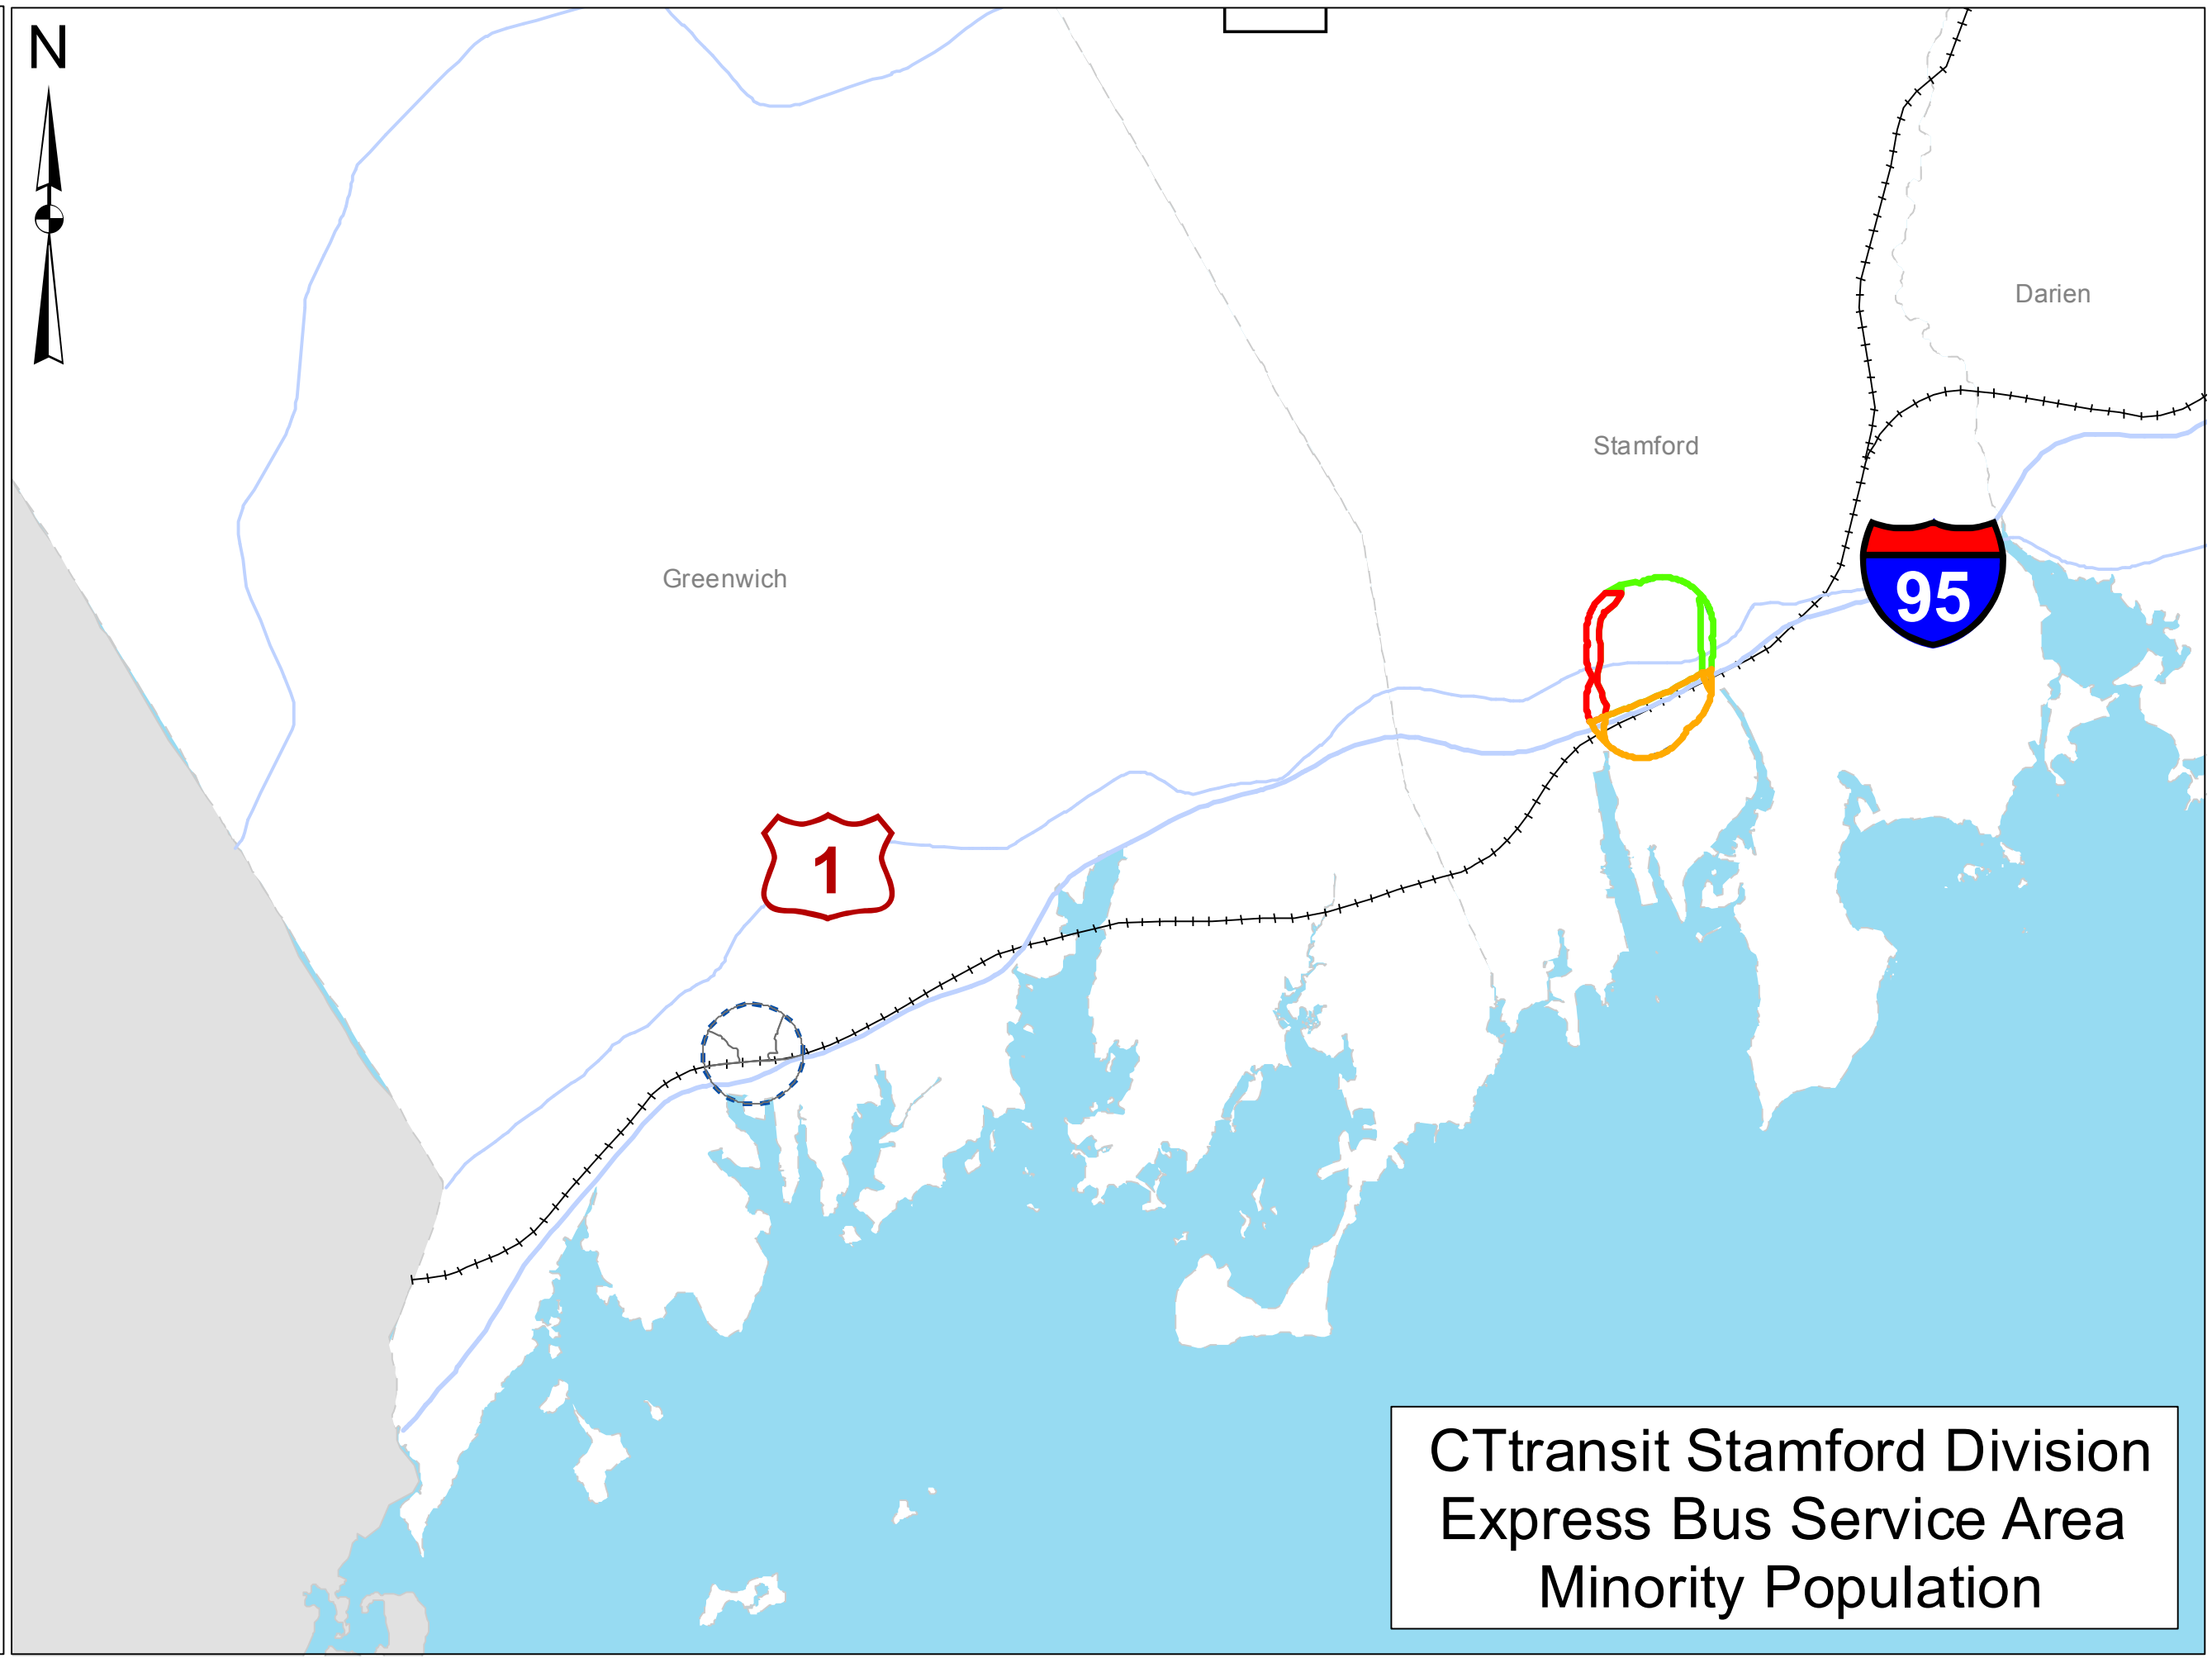 N
Darien
Stamford
95
Greenwich
1
CTtransit Stamford Division
Express Bus Service Area
Minority Population